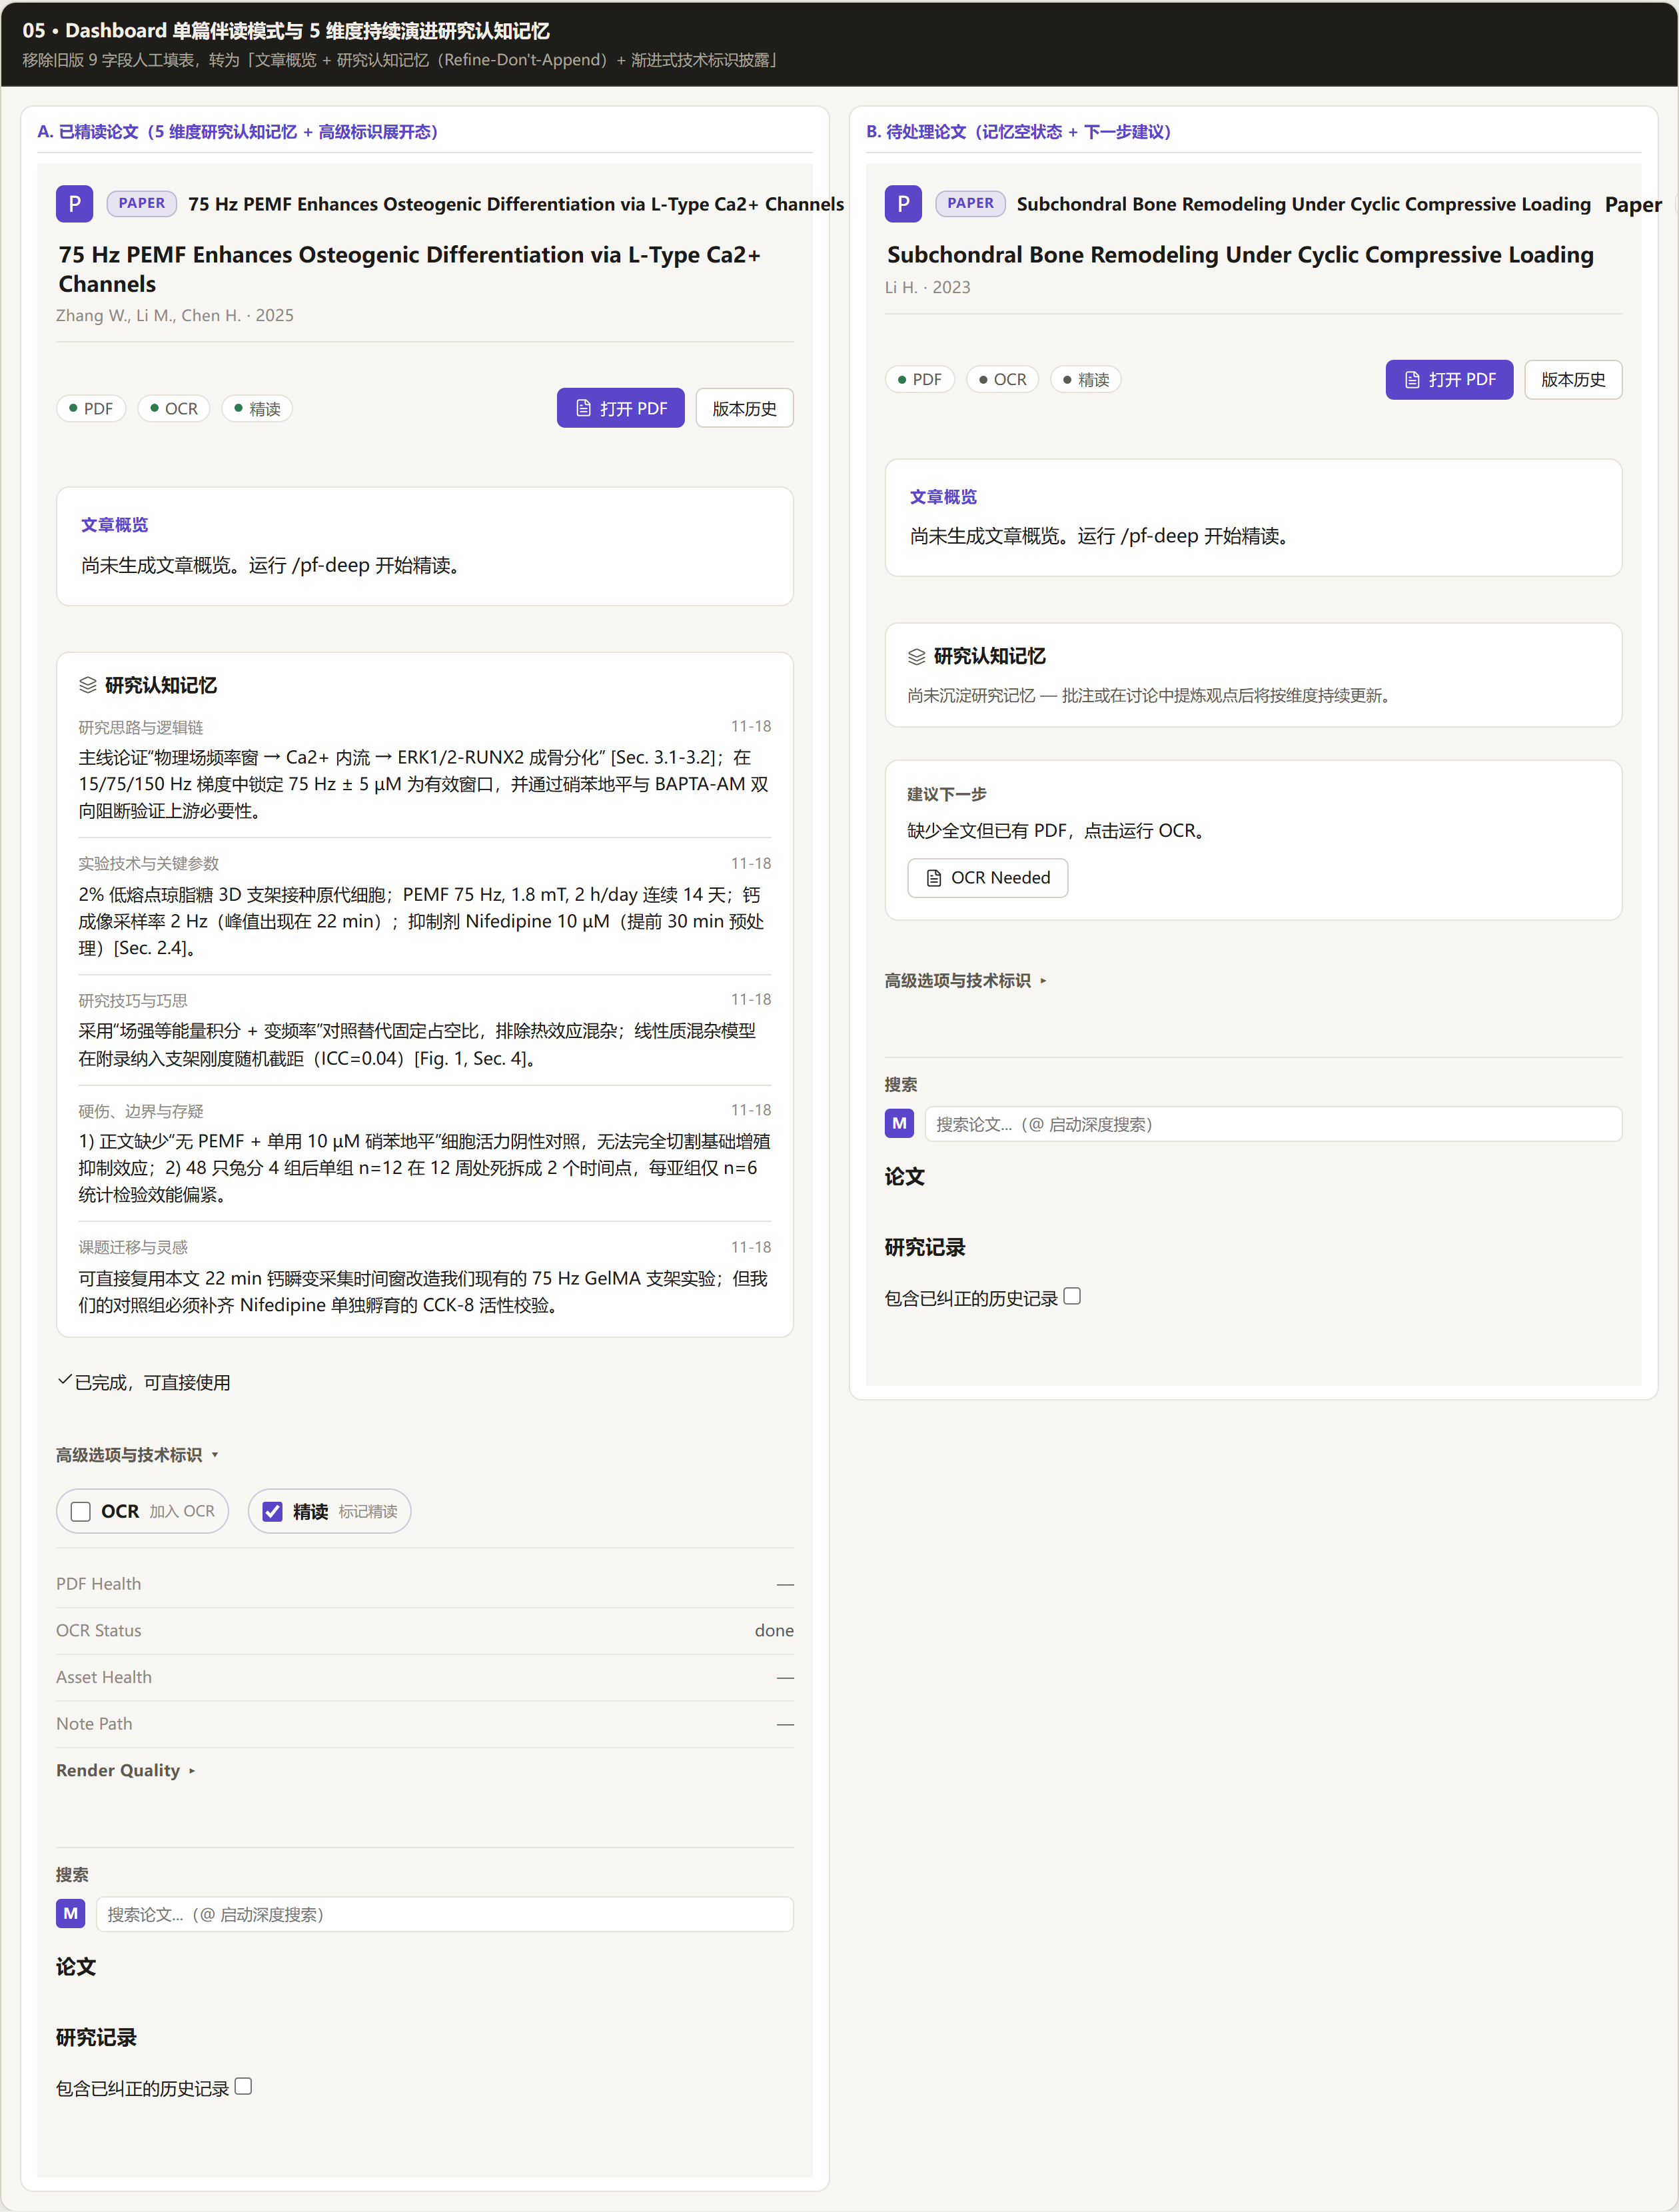 05 • Dashboard 单篇伴读模式与 5 维度持续演进研究认知记忆
移除旧版 9 字段人工填表，转为「文章概览 + 研究认知记忆（Refine-Don't-Append）+ 渐进式技术标识披露」
A. 已精读论文（5 维度研究认知记忆 + 高级标识展开态）
P PAPER 75 Hz PEMF Enhances Osteogenic Differentiation via L-Type Ca2+ Channels
75 Hz PEMF Enhances Osteogenic Differentiation via L-Type Ca2+
Channels
Zhang W., Li M., Chen H. · 2025
PDF OCR 精读 打开 PDF 版本历史
文章概览
尚未生成文章概览。运行 /pf-deep 开始精读。
研究认知记忆
研究思路与逻辑链 11-18
主线论证“物理场频率窗 → Ca2+ 内流 → ERK1/2-RUNX2 成骨分化” [Sec. 3.1-3.2]；在
15/75/150 Hz 梯度中锁定 75 Hz ± 5 μM 为有效窗口，并通过硝苯地平与 BAPTA-AM 双
向阻断验证上游必要性。
实验技术与关键参数 11-18
2% 低熔点琼脂糖 3D 支架接种原代细胞；PEMF 75 Hz, 1.8 mT, 2 h/day 连续 14 天；钙
成像采样率 2 Hz（峰值出现在 22 min）；抑制剂 Nifedipine 10 μM（提前 30 min 预处
理）[Sec. 2.4]。
研究技巧与巧思 11-18
采用“场强等能量积分 + 变频率”对照替代固定占空比，排除热效应混杂；线性质混杂模型
在附录纳入支架刚度随机截距（ICC=0.04）[Fig. 1, Sec. 4]。
硬伤、边界与存疑 11-18
1) 正文缺少“无 PEMF + 单用 10 μM 硝苯地平”细胞活力阴性对照，无法完全切割基础增殖
抑制效应；2) 48 只兔分 4 组后单组 n=12 在 12 周处死拆成 2 个时间点，每亚组仅 n=6
统计检验效能偏紧。
课题迁移与灵感 11-18
可直接复用本文 22 min 钙瞬变采集时间窗改造我们现有的 75 Hz GelMA 支架实验；但我
们的对照组必须补齐 Nifedipine 单独孵育的 CCK-8 活性校验。
已完成，可直接使用
高级选项与技术标识 ▾
OCR 加入 OCR 精读 标记精读
PDF Health —
OCR Status done
Asset Health —
Note Path —
Render Quality ▸
搜索
M 搜索论文...（@ 启动深度搜索）
论文
研究记录
包含已纠正的历史记录
B. 待处理论文（记忆空状态 + 下一步建议）
P PAPER Subchondral Bone Remodeling Under Cyclic Compressive Loading Paper
Subchondral Bone Remodeling Under Cyclic Compressive Loading
Li H. · 2023
PDF OCR 精读 打开 PDF 版本历史
文章概览
尚未生成文章概览。运行 /pf-deep 开始精读。
研究认知记忆
尚未沉淀研究记忆 — 批注或在讨论中提炼观点后将按维度持续更新。
建议下一步
缺少全文但已有 PDF，点击运行 OCR。
OCR Needed
高级选项与技术标识 ▸
搜索
M 搜索论文...（@ 启动深度搜索）
论文
研究记录
包含已纠正的历史记录